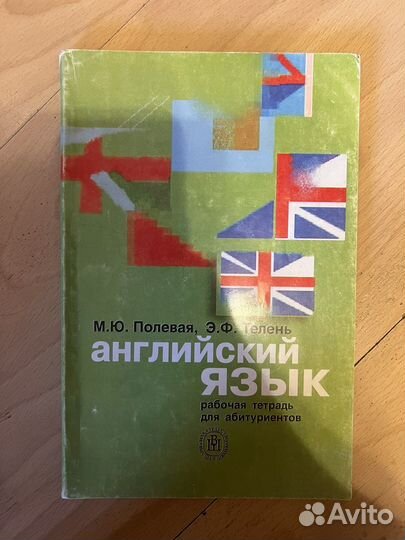 М.Ю. Полевая, Э.Ф. Телень
английский
язык
рабочая тетрадь
для абитуриентов
Avito